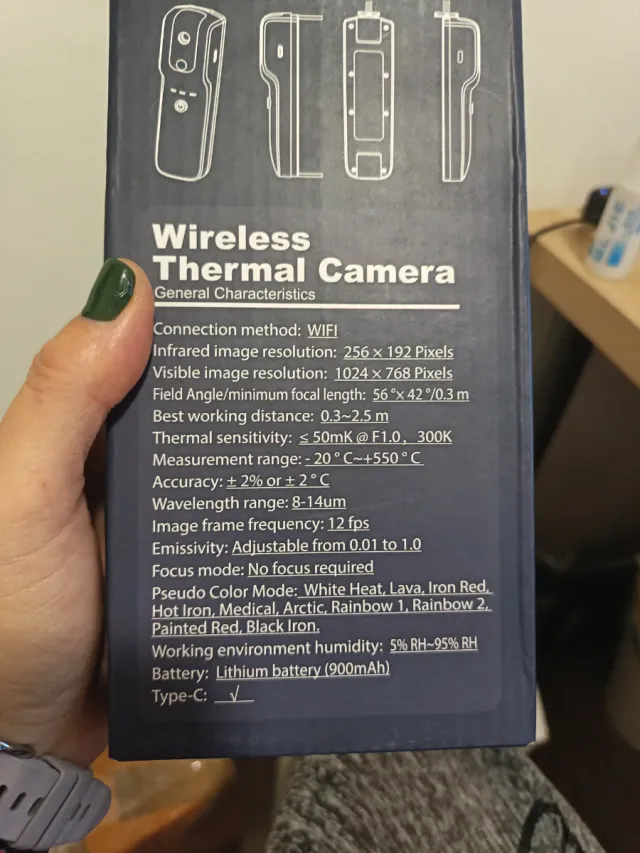 Wireless
Thermal Camera
General Characteristics
Connection method: WIFI
Infrared image resolution: 256 × 192 Pixels
Visible image resolution: 1024 × 768 Pixels
Field Angle/minimum focal length: 56 °× 42 °/0.3 m
Best working distance: 0.3~2.5 m
Thermal sensitivity: ≤ 50mK @ F1.0, 300K
Measurement range: - 20 ° C~+550 ° C
Accuracy: ± 2% or ± 2 ° C
Wavelength range: 8-14um
Image frame frequency: 12 fps
Emissivity: Adjustable from 0.01 to 1.0
Focus mode: No focus required
Pseudo Color Mode: White Heat, Lava, Iron Red,
Hot Iron, Medical, Arctic, Rainbow 1, Rainbow 2,
Painted Red, Black Iron.
Working environment humidity: 5% RH~95% RH
Battery: Lithium battery (900mAh)
Type-C: √